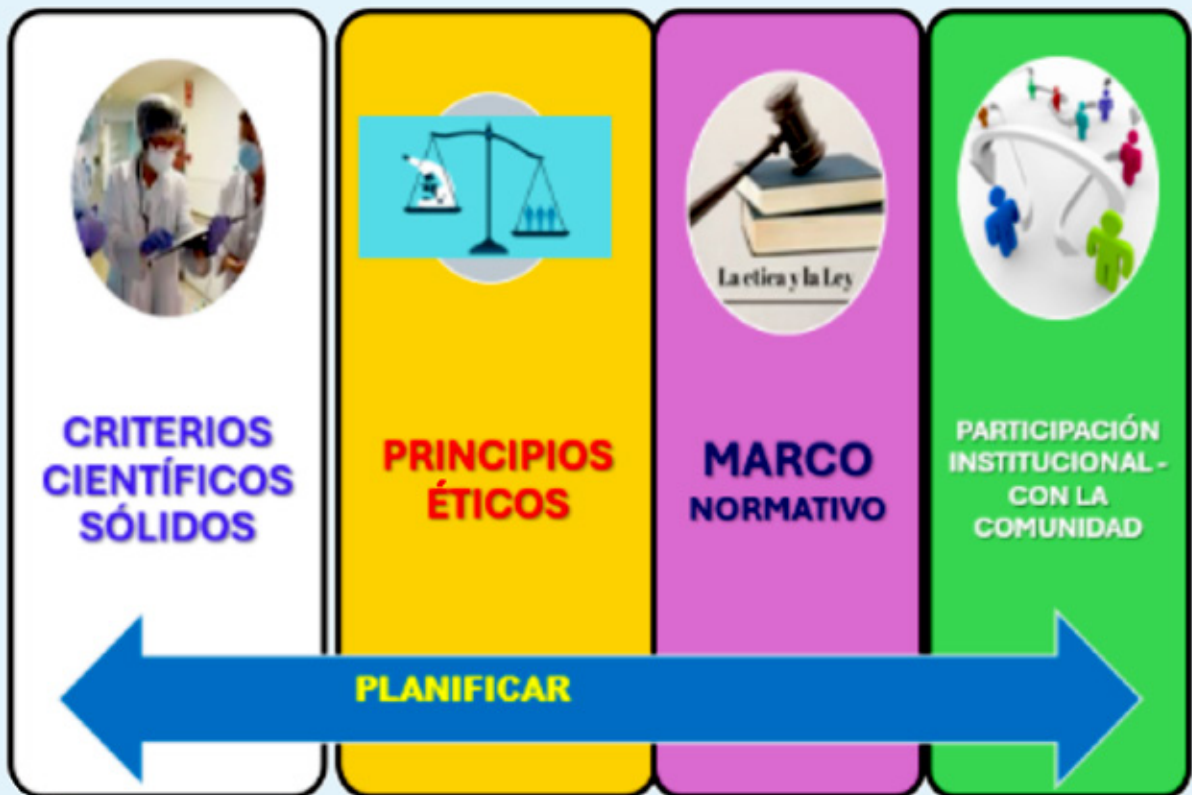 CRITERIOS
CIENTÍFICOS
SÓLIDOS
PRINCIPIOS
ÉTICOS
La etica y la Ley
MARCO
NORMATIVO
PARTICIPACIÓN
INSTITUCIONAL -
CON LA
COMUNIDAD
PLANIFICAR